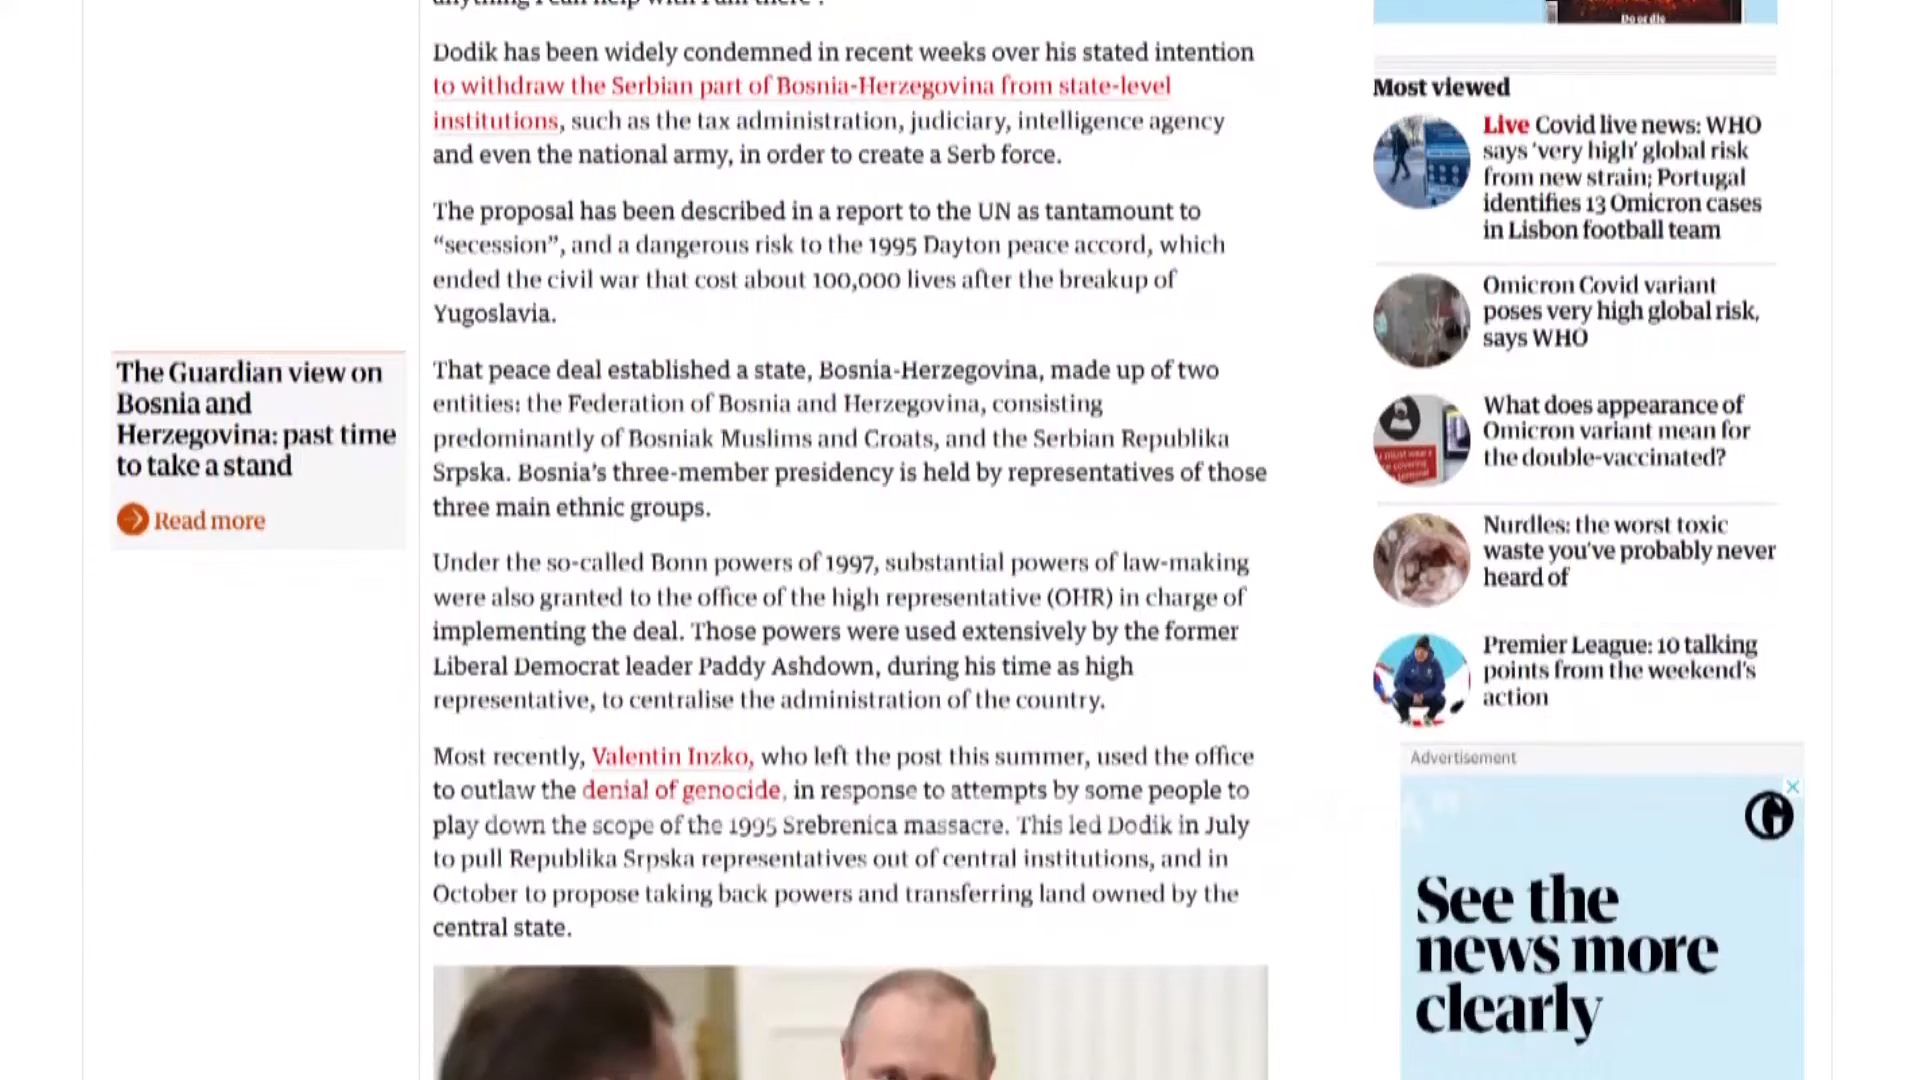 anything I can help with I am there".
Dodik has been widely condemned in recent weeks over his stated intention
to withdraw the Serbian part of Bosnia-Herzegovina from state-level
institutions, such as the tax administration, judiciary, intelligence agency
and even the national army, in order to create a Serb force.
The proposal has been described in a report to the UN as tantamount to
“secession”, and a dangerous risk to the 1995 Dayton peace accord, which
ended the civil war that cost about 100,000 lives after the breakup of
Yugoslavia.
That peace deal established a state, Bosnia-Herzegovina, made up of two
entities: the Federation of Bosnia and Herzegovina, consisting
predominantly of Bosniak Muslims and Croats, and the Serbian Republika
Srpska. Bosnia’s three-member presidency is held by representatives of those
three main ethnic groups.
Under the so-called Bonn powers of 1997, substantial powers of law-making
were also granted to the office of the high representative (OHR) in charge of
implementing the deal. Those powers were used extensively by the former
Liberal Democrat leader Paddy Ashdown, during his time as high
representative, to centralise the administration of the country.
Most recently, Valentin Inzko, who left the post this summer, used the office
to outlaw the denial of genocide, in response to attempts by some people to
play down the scope of the 1995 Srebrenica massacre. This led Dodik in July
to pull Republika Srpska representatives out of central institutions, and in
October to propose taking back powers and transferring land owned by the
central state.
The Guardian view on
Bosnia and
Herzegovina: past time
to take a stand
Read more
Do or die
Most viewed
Live Covid live news: WHO
says ‘very high’ global risk
from new strain; Portugal
identifies 13 Omicron cases
in Lisbon football team
Omicron Covid variant
poses very high global risk,
says WHO
What does appearance of
Omicron variant mean for
the double-vaccinated?
Nurdles: the worst toxic
waste you’ve probably never
heard of
Premier League: 10 talking
points from the weekend’s
action
Advertisement
See the
news more
clearly